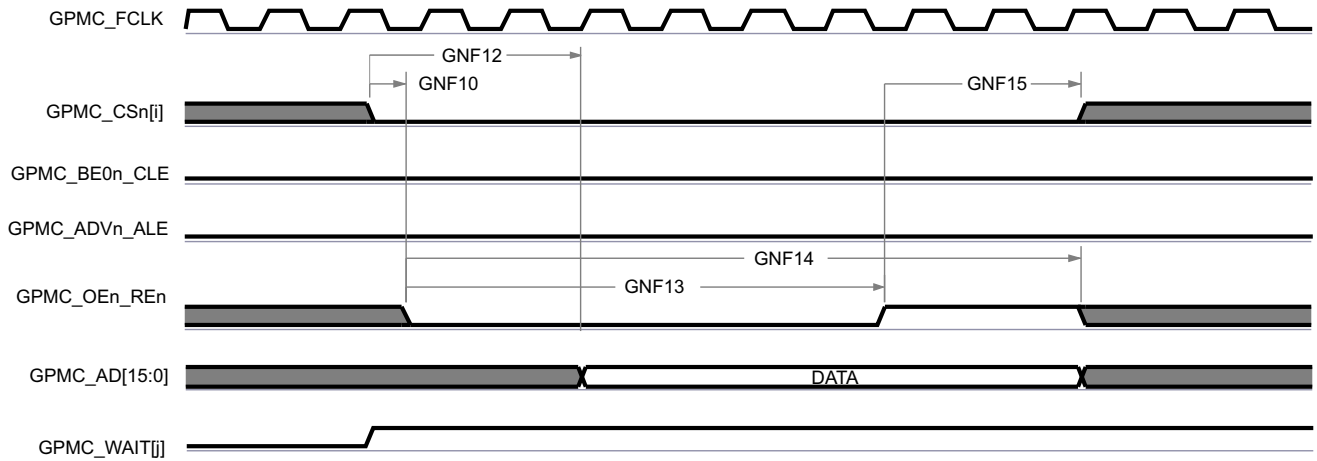 GPMC_FCLK
GNF12
GNF10
GNF15
GPMC_CSn[i]
GPMC_BE0n_CLE
GPMC_ADVn_ALE
GNF14
GNF13
GPMC_OEn_REn
GPMC_AD[15:0]
DATA
GPMC_WAIT[j]